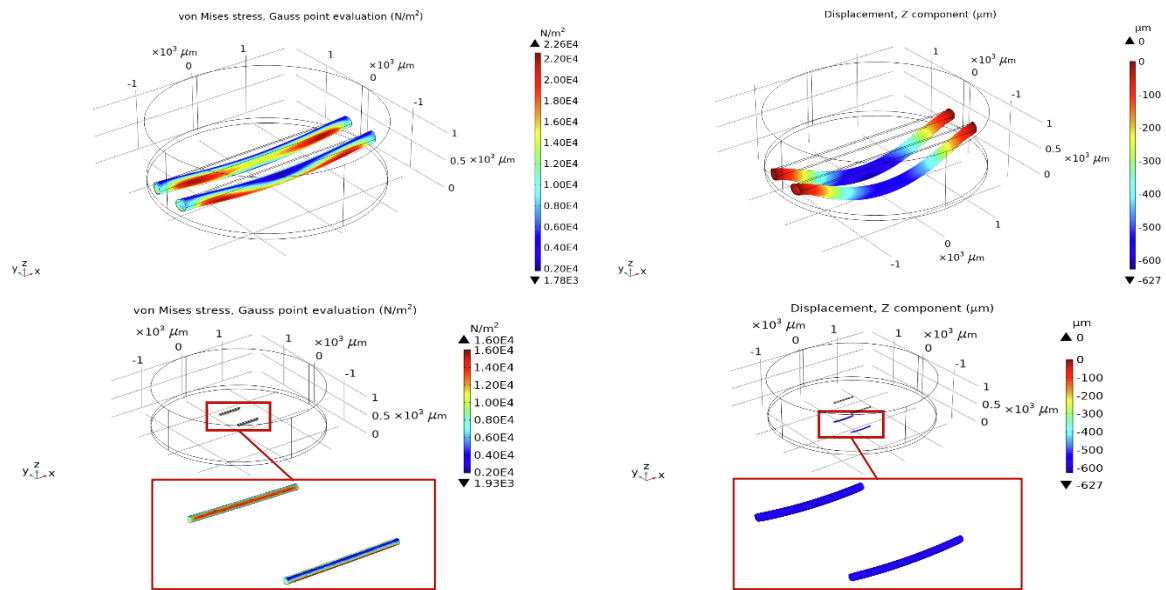 von Mises stress, Gauss point evaluation (N/m²)
N/m²
▲ 2.26E4
2.20E4
2.00E4
1.80E4
1.60E4
1.40E4
1.20E4
1.00E4
0.80E4
0.60E4
0.40E4
0.20E4
▼ 1.78E3
×10³ μm
1
0
-1
×10³ μm
1
0
-1
1
0.5 ×10³ μm
0
z
y x
Displacement, Z component (μm)
μm
▲ 0
0
-100
-200
-300
-400
-500
-600
▼ -627
×10³ μm
1
0
-1
×10³ μm
0
-1
1
0.5
×10³ μm
0
1
0
×10³ μm
-1
z
y x
von Mises stress, Gauss point evaluation (N/m²)
N/m²
▲ 1.60E4
1.60E4
1.40E4
1.20E4
1.00E4
0.80E4
0.60E4
0.40E4
0.20E4
▼ 1.93E3
×10³ μm
1
0
-1
×10³ μm
0
-1
1
0.5 ×10³ μm
0
z
y x
Displacement, Z component (μm)
μm
▲ 0
0
-100
-200
-300
-400
-500
-600
▼ -627
×10³ μm
1
0
-1
×10³ μm
0
-1
1
0.5 ×10³ μm
0
z
y x